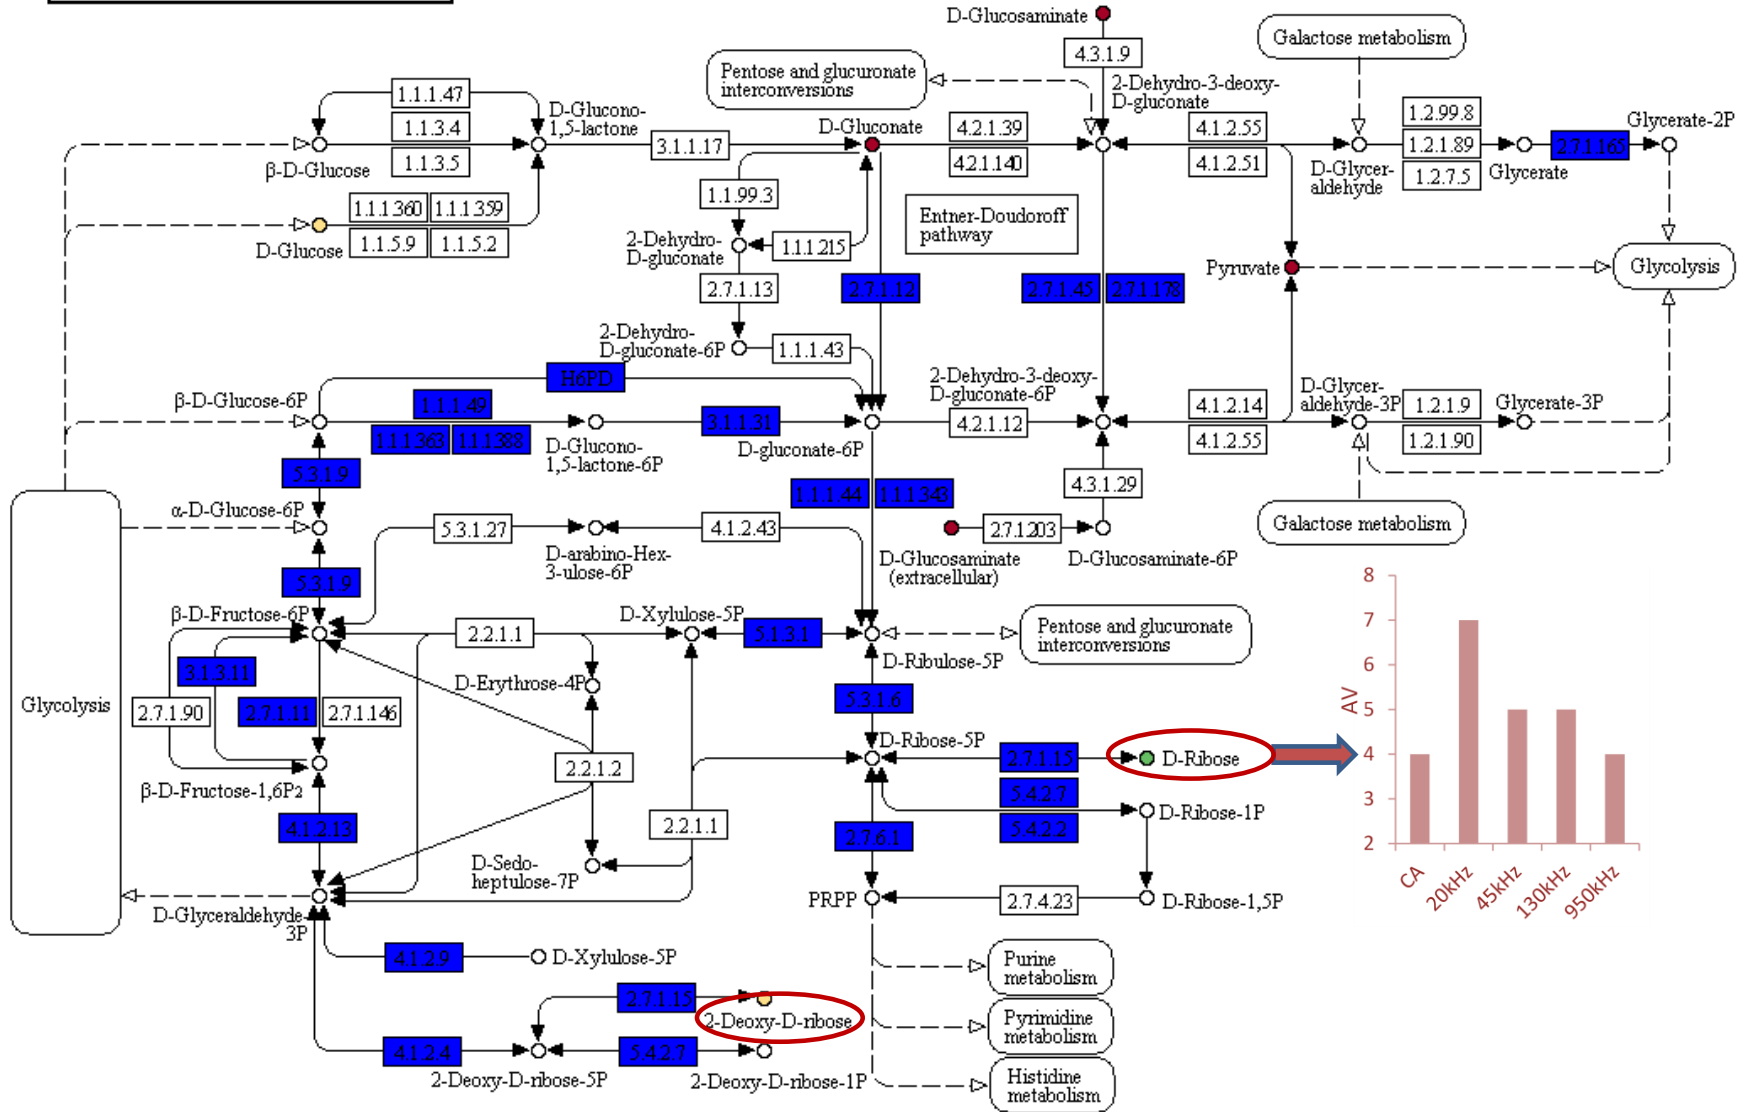 D-Glucosaminate
4.3.1.9
Galactose metabolism
Pentose and glucuronate
interconversions
2-Dehydro-3-deoxy-
D-gluconate
1.1.1.47
D-Glucono-
1,5-lactone
1.1.3.4
1.1.3.5
β-D-Glucose
3.1.1.17
D-Gluconate
4.2.1.39
4.2.1.140
4.1.2.55
4.1.2.51
D-Glycer-
aldehyde
1.2.99.8
1.2.1.89
1.2.7.5
Glycerate
2.7.1.165
Glycerate-2P
1.1.1.360
1.1.1.359
1.1.5.9
1.1.5.2
D-Glucose
1.1.99.3
2-Dehydro-
D-gluconate
1.1.1.215
Entner-Doudoroff
pathway
Pyruvate
Glycolysis
2.7.1.13
2.7.1.12
2.7.1.45
2.7.1.178
2-Dehydro-
D-gluconate-6P
1.1.1.43
H6PD
β-D-Glucose-6P
1.1.1.49
1.1.1.363
1.1.1.388
D-Glucono-
1,5-lactone-6P
3.1.1.31
D-gluconate-6P
2-Dehydro-3-deoxy-
D-gluconate-6P
4.2.1.12
4.1.2.14
4.1.2.55
D-Glycer-
aldehyde-3P
1.2.1.9
1.2.1.90
Glycerate-3P
5.3.1.9
1.1.1.44
1.1.1.343
4.3.1.29
α-D-Glucose-6P
5.3.1.27
D-arabino-Hex-
3-ulose-6P
4.1.2.43
2.7.1.203
D-Glucosaminate
(extracellular)
D-Glucosaminate-6P
Galactose metabolism
5.3.1.9
β-D-Fructose-6P
2.2.1.1
D-Xylulose-5P
5.1.3.1
D-Ribulose-5P
Pentose and glucuronate
interconversions
3.1.3.11
D-Erythrose-4P
5.3.1.6
Glycolysis
2.7.1.90
2.7.1.11
2.7.1.146
2.2.1.2
D-Ribose-5P
2.7.1.15
D-Ribose
β-D-Fructose-1,6P2
5.4.2.7
5.4.2.2
D-Ribose-1P
4.1.2.13
2.2.1.1
2.7.6.1
D-Sedo-
heptulose-7P
PRPP
2.7.4.23
D-Ribose-1,5P
D-Glyceraldehyde-
3P
4.1.2.9
D-Xylulose-5P
2.7.1.15
2-Deoxy-D-ribose
4.1.2.4
5.4.2.7
2-Deoxy-D-ribose-5P
2-Deoxy-D-ribose-1P
Purine
metabolism
Pyrimidine
metabolism
Histidine
metabolism
8
7
6
5
4
3
2
AV
CA
20kHz
45kHz
130kHz
950kHz